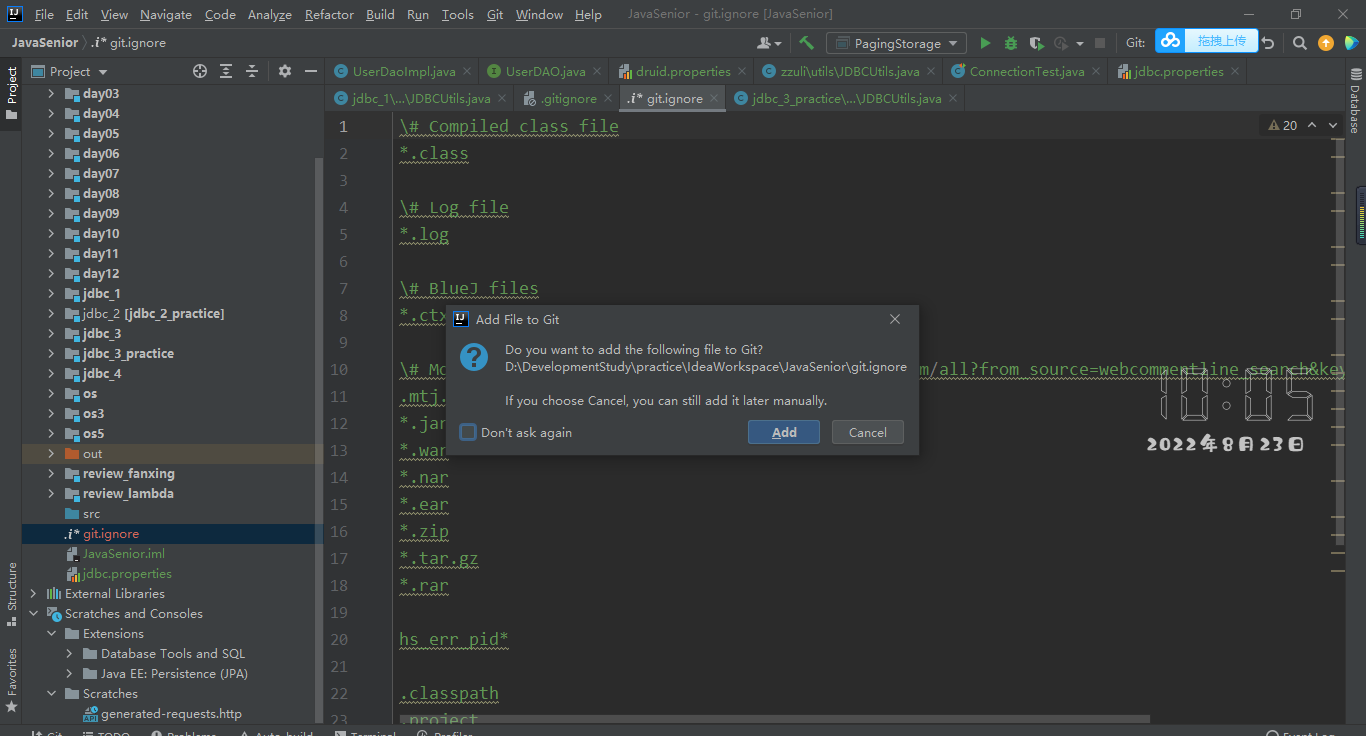 File Edit View Navigate Code Analyze Refactor Build Run Tools Git Window Help JavaSenior - git.ignore [JavaSenior]
JavaSenior git.ignore PagingStorage Git: 拖拽上传
Project UserDaoImpl.java UserDAO.java druid.properties zzuli\utils\JDBCUtils.java ConnectionTest.java jdbc.properties
jdbc_1\...\JDBCUtils.java .gitignore .i* git.ignore jdbc_3_practice\...\JDBCUtils.java
Project
Structure
Favorites
Database
day03
day04
day05
day06
day07
day08
day09
day10
day11
day12
jdbc_1
jdbc_2 [jdbc_2_practice]
jdbc_3
jdbc_3_practice
jdbc_4
os
os3
os5
out
review_fanxing
review_lambda
src
.i* git.ignore
JavaSenior.iml
jdbc.properties
External Libraries
Scratches and Consoles
Extensions
Database Tools and SQL
Java EE: Persistence (JPA)
Scratches
generated-requests.http
20
1 \# Compiled class file
2 *.class
3
4 \# Log file
5 *.log
6
7 \# BlueJ files
8 *.ctx
9
10 \# Mo m/all?from_source=webcommentline_search&key
11 .mtj.
12 *.jar
13 *.war
14 *.nar
15 *.ear
16 *.zip
17 *.tar.gz
18 *.rar
19
20 hs_err_pid*
21
22 .classpath
23 .project
Add File to Git
Do you want to add the following file to Git?
D:\DevelopmentStudy\practice\IdeaWorkspace\JavaSenior\git.ignore
If you choose Cancel, you can still add it later manually.
Don't ask again Add Cancel
10:05
2022年8月23日
Git TODO Problems Auto-build Terminal Profiler Event Log